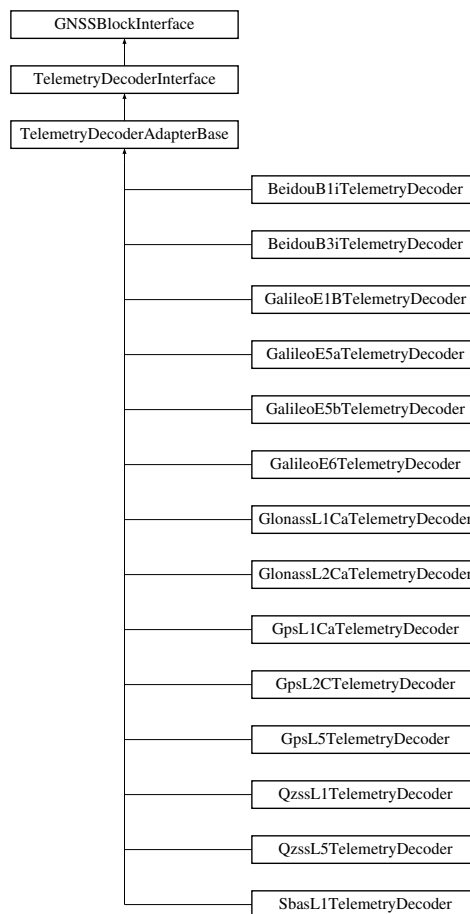 GNSSBlockInterface
TelemetryDecoderInterface
TelemetryDecoderAdapterBase
BeidouB1iTelemetryDecoder
BeidouB3iTelemetryDecoder
GalileoE1BTelemetryDecoder
GalileoE5aTelemetryDecoder
GalileoE5bTelemetryDecoder
GalileoE6TelemetryDecoder
GlonassL1CaTelemetryDecoder
GlonassL2CaTelemetryDecoder
GpsL1CaTelemetryDecoder
GpsL2CTelemetryDecoder
GpsL5TelemetryDecoder
QzssL1TelemetryDecoder
QzssL5TelemetryDecoder
SbasL1TelemetryDecoder